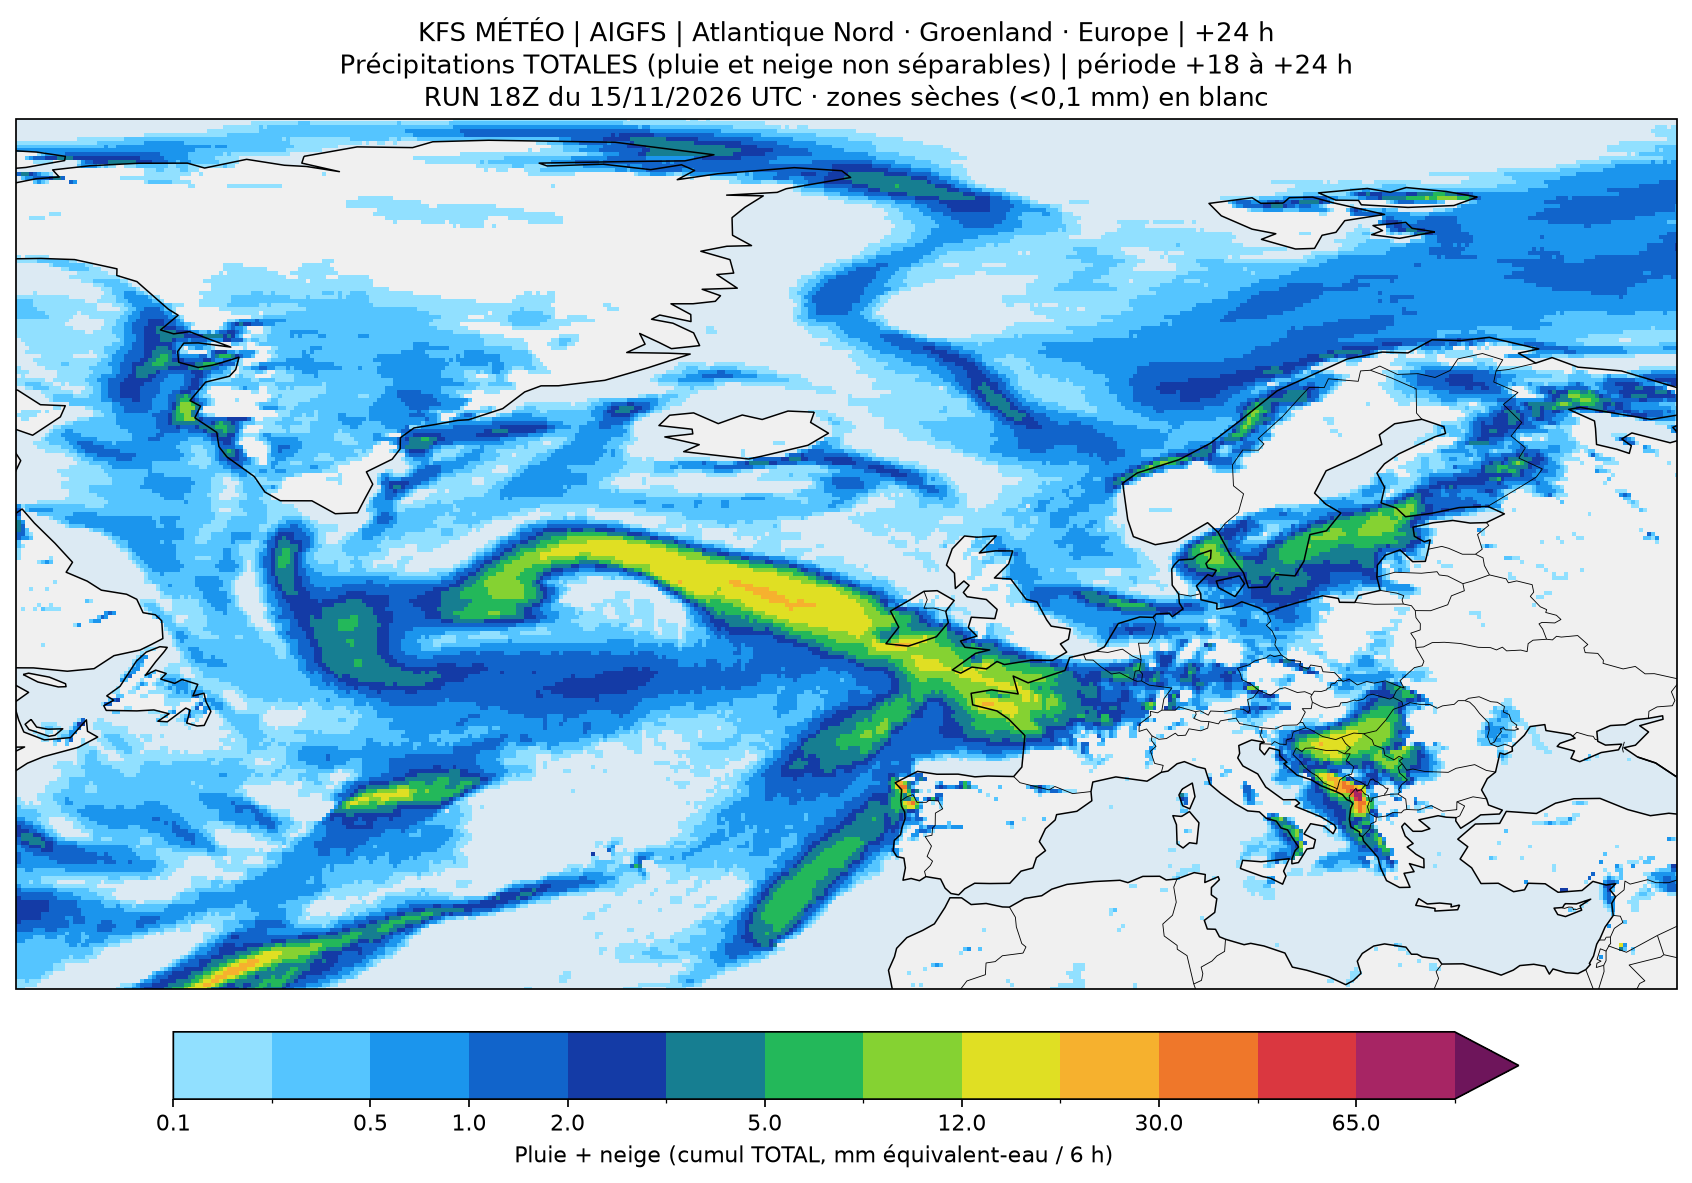 KFS MÉTÉO | AIGFS | Atlantique Nord · Groenland · Europe | +24 h
Précipitations TOTALES (pluie et neige non séparables) | période +18 à +24 h
RUN 18Z du 15/11/2026 UTC · zones sèches (<0,1 mm) en blanc
0.1 0.5 1.0 2.0 5.0 12.0 30.0 65.0
Pluie + neige (cumul TOTAL, mm équivalent-eau / 6 h)